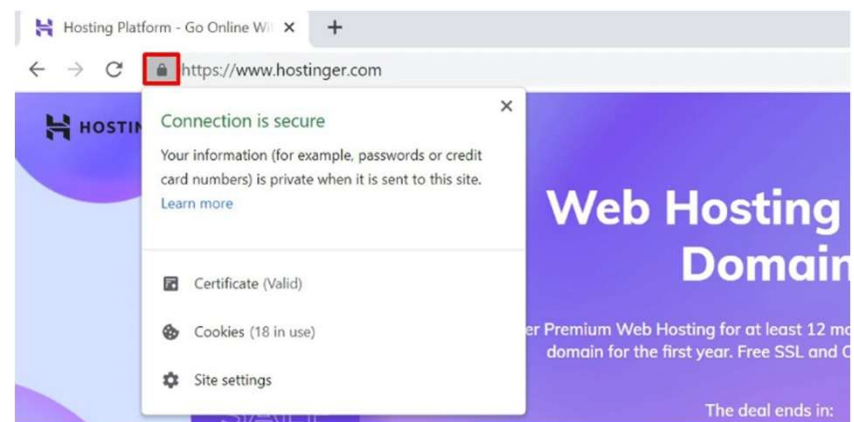 Hosting Platform - Go Online Wi
https://www.hostinger.com
HOSTIN
Connection is secure
Your information (for example, passwords or credit
card numbers) is private when it is sent to this site.
Learn more
Certificate (Valid)
Cookies (18 in use)
Site settings
Web Hosting
Domain
er Premium Web Hosting for at least 12 mo
domain for the first year. Free SSL and
The deal ends in: